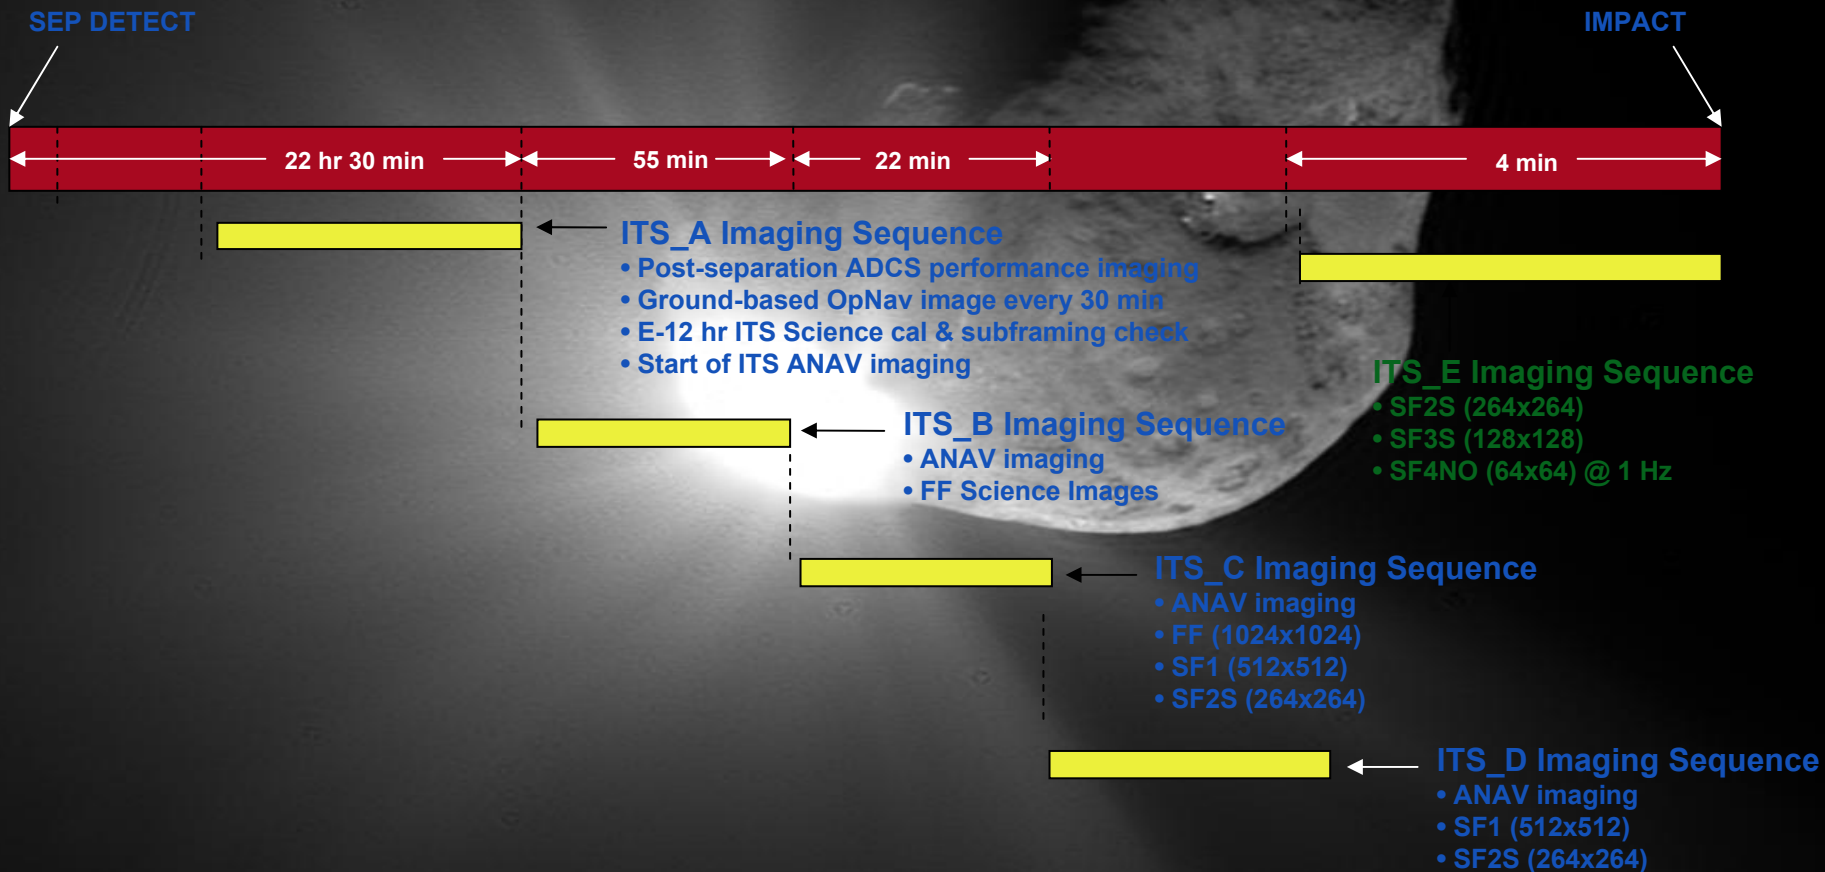 SEP DETECT
IMPACT
22 hr 30 min
55 min
22 min
4 min
ITS_A Imaging Sequence
• Post-separation ADCS performance imaging
• Ground-based OpNav image every 30 min
• E-12 hr ITS Science cal & subframing check
• Start of ITS ANAV imaging
ITS_E Imaging Sequence
• SF2S (264x264)
• SF3S (128x128)
• SF4NO (64x64) @ 1 Hz
ITS_B Imaging Sequence
• ANAV imaging
• FF Science Images
ITS_C Imaging Sequence
• ANAV imaging
• FF (1024x1024)
• SF1 (512x512)
• SF2S (264x264)
ITS_D Imaging Sequence
• ANAV imaging
• SF1 (512x512)
• SF2S (264x264)